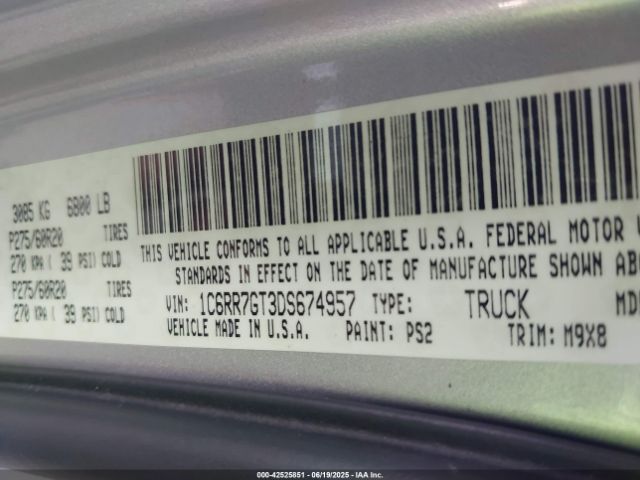 3085 KG 6800 LB
P275/60R20 TIRES
270 KPA ( 39 PSI) COLD
P275/60R20 TIRES
270 KPA ( 39 PSI) COLD
THIS VEHICLE CONFORMS TO ALL APPLICABLE U.S.A. FEDERAL MOTOR
STANDARDS IN EFFECT ON THE DATE OF MANUFACTURE SHOWN ABO
VIN: 1C6RR7GT3DS674957 TYPE: TRUCK MD
VEHICLE MADE IN U.S.A. PAINT: PS2 TRIM: M9X8
000-42525851 - 06/19/2025 - IAA Inc.